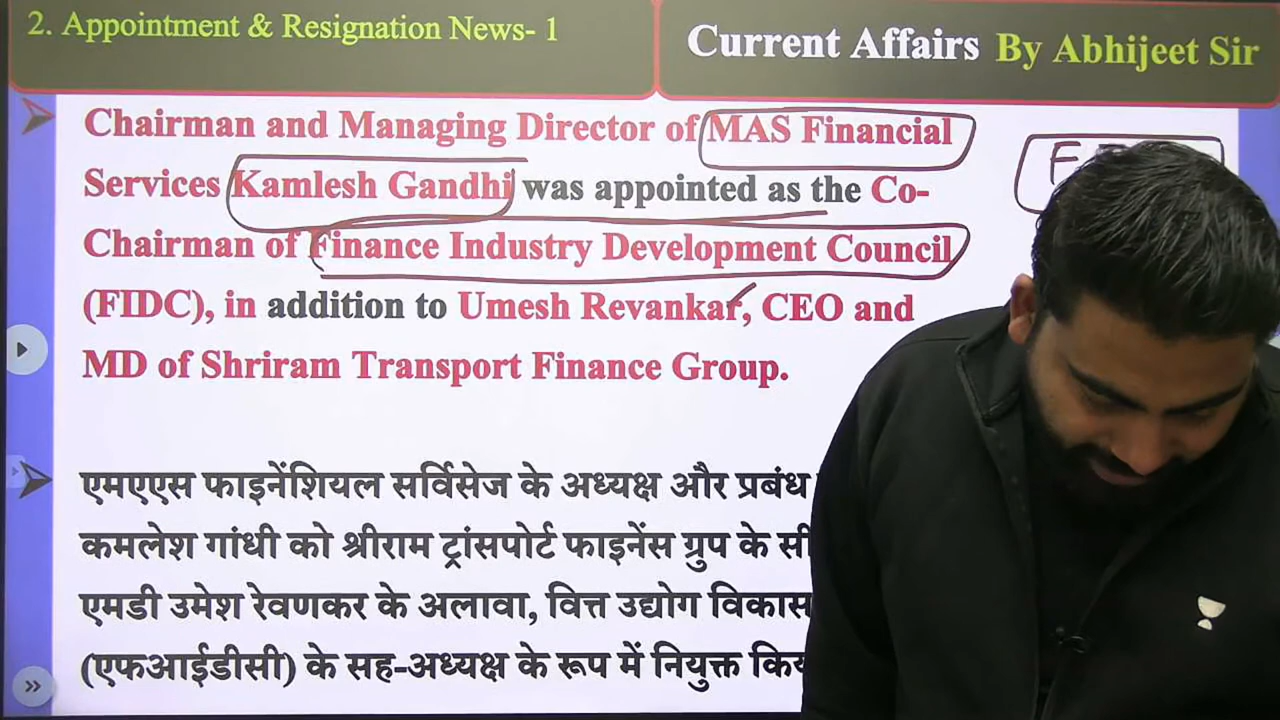 2. Appointment & Resignation News- 1
Current Affairs By Abhijeet Sir
Chairman and Managing Director of MAS Financial
Services Kamlesh Gandhi was appointed as the Co-
Chairman of Finance Industry Development Council
(FIDC), in addition to Umesh Revankar, CEO and
MD of Shriram Transport Finance Group.
एमएएस फाइनेंशियल सर्विसेज के अध्यक्ष और प्रबंध
कमलेश गांधी को श्रीराम ट्रांसपोर्ट फाइनेंस ग्रुप के सी
एमडी उमेश रेवणकर के अलावा, वित्त उद्योग विकास
(एफआईडीसी) के सह-अध्यक्ष के रूप में नियुक्त